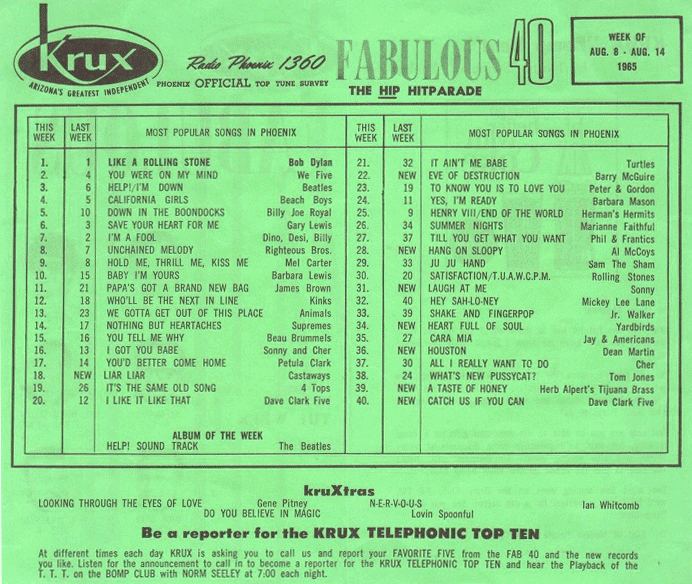 Krux
ARIZONA'S GREATEST INDEPENDENT
Radio Phoenix 1360
PHOENIX OFFICIAL TOP TUNE SURVEY
FABULOUS 40
THE HIP HITPARADE
WEEK OF
AUG. 8 - AUG. 14
1965
THIS WEEK LAST WEEK MOST POPULAR SONGS IN PHOENIX
1. 1 LIKE A ROLLING STONE Bob Dylan
2. 4 YOU WERE ON MY MIND We Five
3. 6 HELP!/I'M DOWN Beatles
4. 5 CALIFORNIA GIRLS Beach Boys
5. 10 DOWN IN THE BOONDOCKS Billy Joe Royal
6. 3 SAVE YOUR HEART FOR ME Gary Lewis
7. 2 I'M A FOOL Dino, Desi, Billy
8. 7 UNCHAINED MELODY Righteous Bros.
9. 8 HOLD ME, THRILL ME, KISS ME Mel Carter
10. 15 BABY I'M YOURS Barbara Lewis
11. 21 PAPA'S GOT A BRAND NEW BAG James Brown
12. 18 WHO'LL BE THE NEXT IN LINE Kinks
13. 23 WE GOTTA GET OUT OF THIS PLACE Animals
14. 17 NOTHING BUT HEARTACHES Supremes
15. 16 YOU TELL ME WHY Beau Brummels
16. 13 I GOT YOU BABE Sonny and Cher
17. 14 YOU'D BETTER COME HOME Petula Clark
18. NEW LIAR LIAR Castaways
19. 26 IT'S THE SAME OLD SONG 4 Tops
20. 12 I LIKE IT LIKE THAT Dave Clark Five
ALBUM OF THE WEEK
HELP! SOUND TRACK The Beatles
THIS WEEK LAST WEEK MOST POPULAR SONGS IN PHOENIX
21. 32 IT AIN'T ME BABE Turtles
22. NEW EVE OF DESTRUCTION Barry McGuire
23. 19 TO KNOW YOU IS TO LOVE YOU Peter & Gordon
24. 11 YES, I'M READY Barbara Mason
25. 9 HENRY VIII/END OF THE WORLD Herman's Hermits
26. 34 SUMMER NIGHTS Marianne Faithful
27. 37 TILL YOU GET WHAT YOU WANT Phil & Frantics
28. NEW HANG ON SLOOPY Al McCoys
29. 33 JU JU HAND Sam The Sham
30. 20 SATISFACTION/T.U.A.W.C.P.M. Rolling Stones
31. NEW LAUGH AT ME Sonny
32. 40 HEY SAH-LO-NEY Mickey Lee Lane
33. 39 SHAKE AND FINGERPOP Jr. Walker
34. NEW HEART FULL OF SOUL Yardbirds
35. 27 CARA MIA Jay & Americans
36. NEW HOUSTON Dean Martin
37. 30 ALL I REALLY WANT TO DO Cher
38. 24 WHAT'S NEW PUSSYCAT? Tom Jones
39. NEW A TASTE OF HONEY Herb Alpert's Tijuana Brass
40. NEW CATCH US IF YOU CAN Dave Clark Five
kruXtras
LOOKING THROUGH THE EYES OF LOVE Gene Pitney N-E-R-V-O-U-S Ian Whitcomb
DO YOU BELIEVE IN MAGIC Lovin Spoonful
Be a reporter for the KRUX TELEPHONIC TOP TEN
At different times each day KRUX is asking you to call us and report your FAVORITE FIVE from the FAB 40 and the new records
you like. Listen for the announcement to call in to become a reporter for the KRUX TELEPHONIC TOP TEN and hear the Playback of the
T. T. T. on the BOMP CLUB with NORM SEELEY at 7:00 each night.